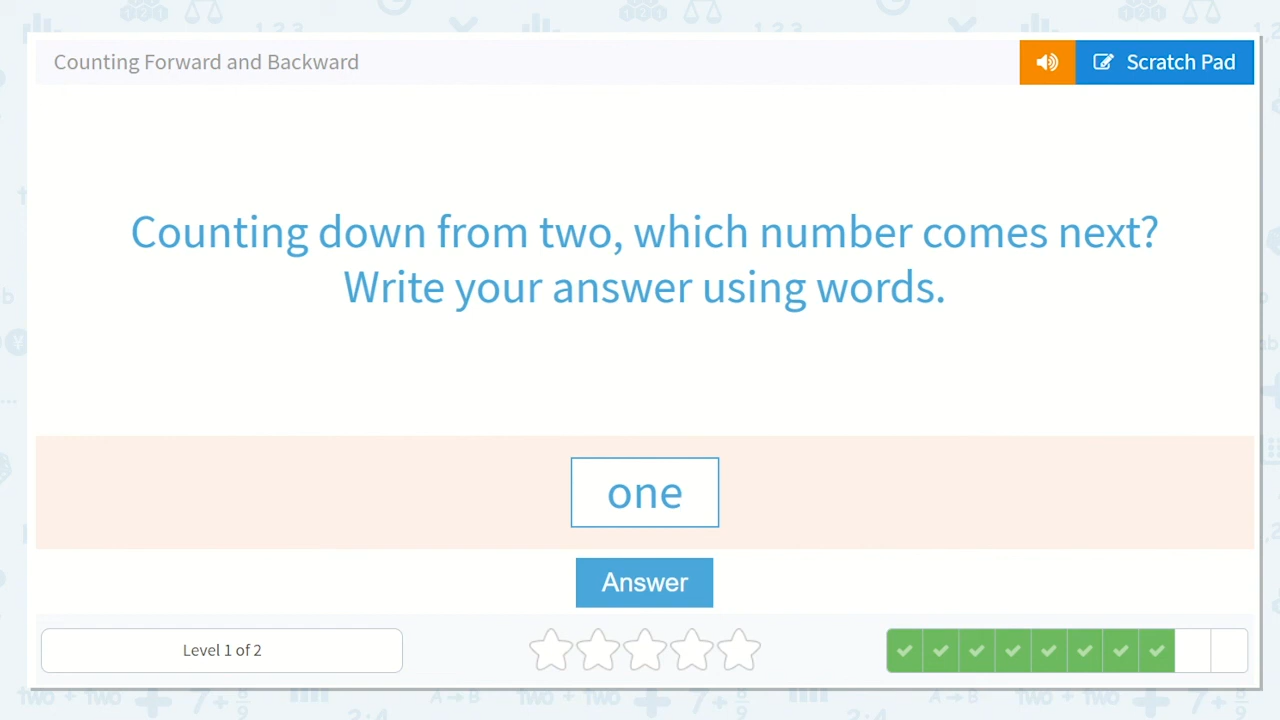 Counting Forward and Backward
Scratch Pad
Counting down from two, which number comes next?
Write your answer using words.
one
Answer
Level 1 of 2